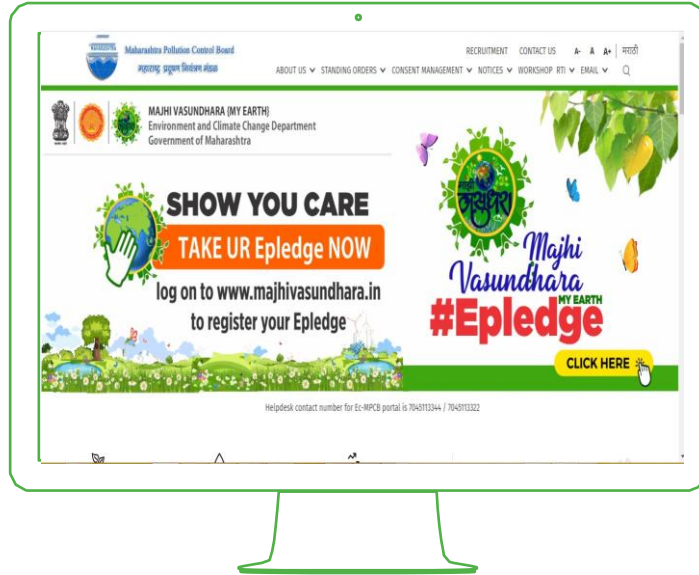 Maharashtra Pollution Control Board
महाराष्ट्र प्रदूषण नियंत्रण मंडळ
RECRUITMENT CONTACT US A- A A+ मराठी
ABOUT US STANDING ORDERS CONSENT MANAGEMENT NOTICES WORKSHOP RTI EMAIL
MAJHI VASUNDHARA (MY EARTH)
Environment and Climate Change Department
Government of Maharashtra
SHOW YOU CARE
TAKE UR Epledge NOW
log on to www.majhivasundhara.in
to register your Epledge
माझी
वसुंधरा
Majhi
Vasundhara
MY EARTH
#Epledge
CLICK HERE
Helpdesk contact number for Ec-MPCB portal is 7045113344 / 7045113322